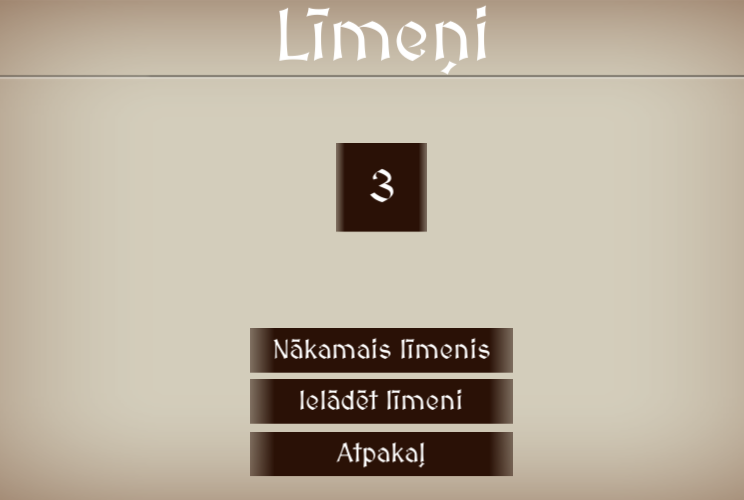 Līmeņi
3
Nākamais līmenis
Ielādēt līmeni
Atpakaļ